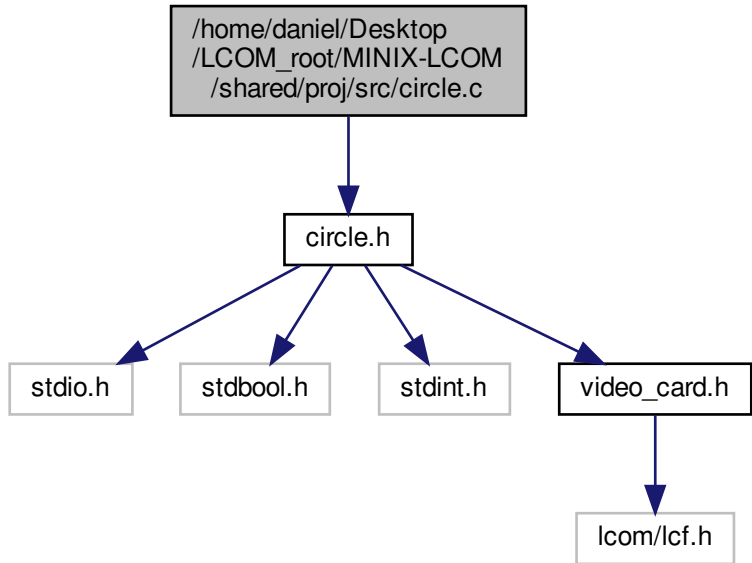 /home/daniel/Desktop
/LCOM_root/MINIX-LCOM
/shared/proj/src/circle.c
circle.h
stdio.h
stdbool.h
stdint.h
video_card.h
lcom/lcf.h